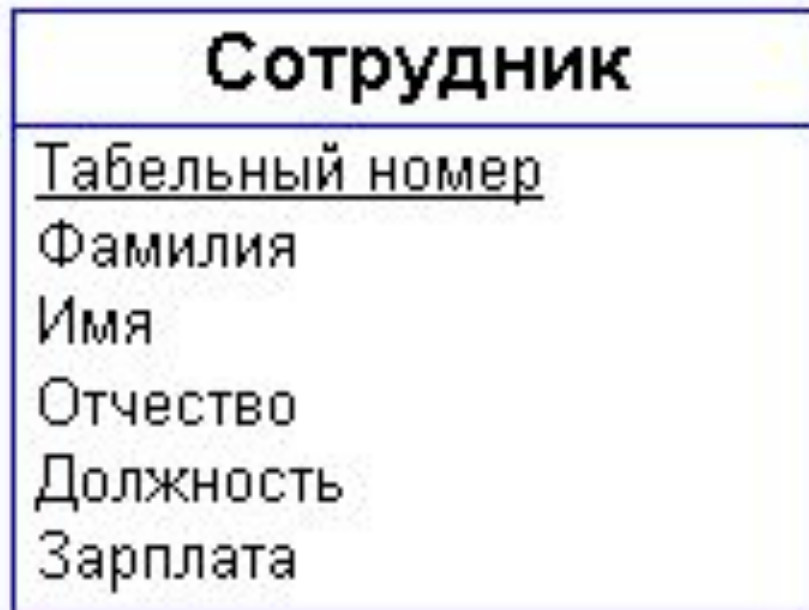 Сотрудник
Табельный номер
Фамилия
Имя
Отчество
Должность
Зарплата